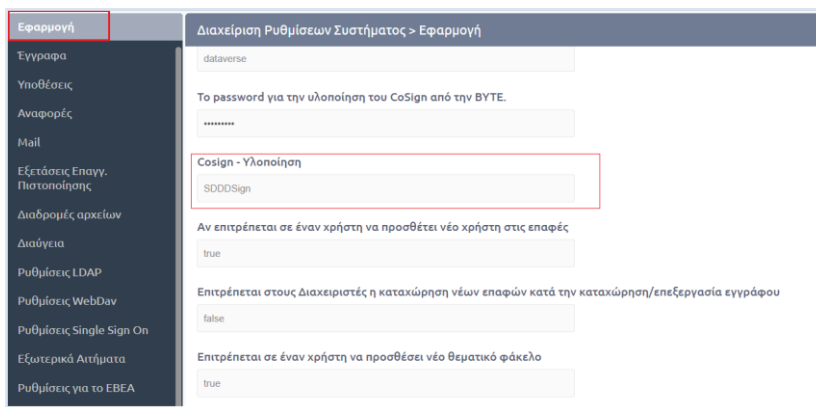 Εφαρμογή
Έγγραφα
Υποθέσεις
Αναφορές
Mail
Εξετάσεις Επαγγ.
Πιστοποίησης
Διαδρομές αρχείων
Διαύγεια
Ρυθμίσεις LDAP
Ρυθμίσεις WebDav
Ρυθμίσεις Single Sign On
Εξωτερικά Αιτήματα
Ρυθμίσεις για το ΕΒΕΑ
Διαχείριση Ρυθμίσεων Συστήματος > Εφαρμογή
dataverse
Το password για την υλοποίηση του CoSign από την BYTE.
•••••••••
Cosign - Υλοποίηση
SDDDSign
Αν επιτρέπεται σε έναν χρήστη να προσθέτει νέο χρήστη στις επαφές
true
Επιτρέπεται στους Διαχειριστές η καταχώρηση νέων επαφών κατά την καταχώρηση/επεξεργασία εγγράφου
false
Επιτρέπεται σε έναν χρήστη να προσθέσει νέο θεματικό φάκελο
true